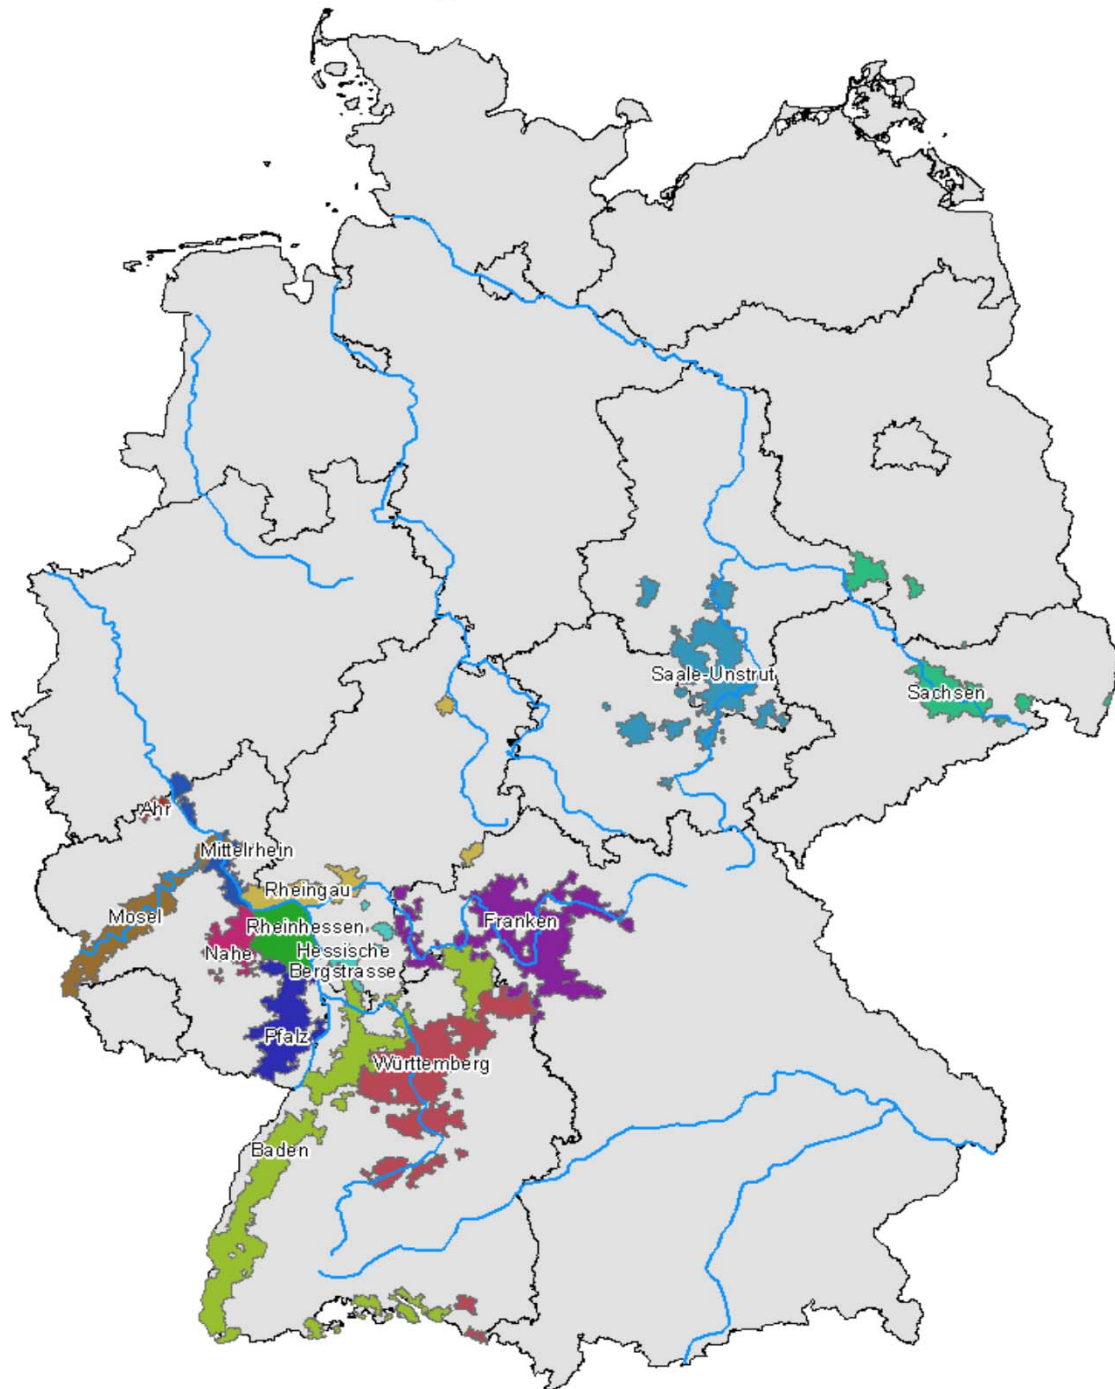 Saale-Unstrut
Sachsen
Ahr
Mittelrhein
Rheingau
Mosel
Rheinhessen
Franken
Nahe
Hessische
Bergstrasse
Pfalz
Württemberg
Baden